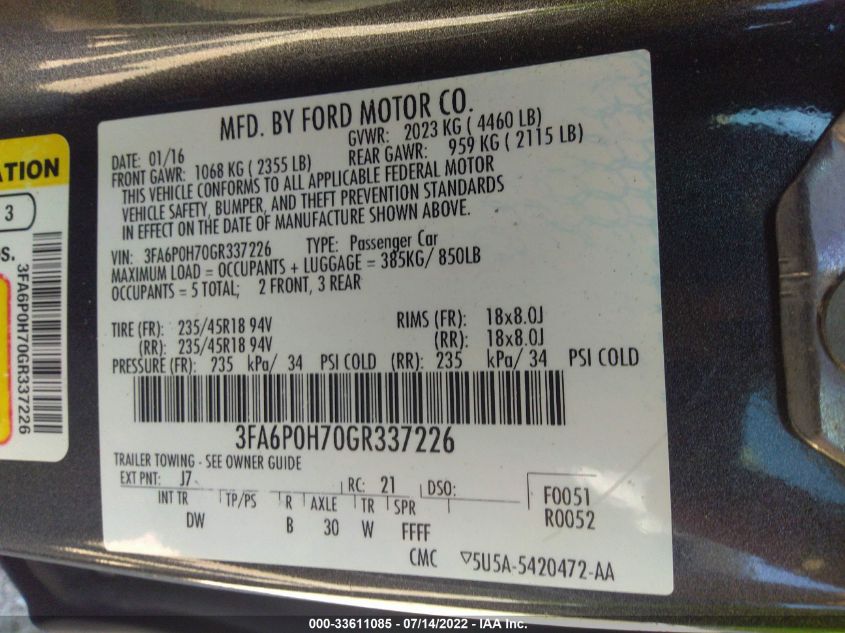 ATION
3
OS.
3FA6P0H70GR337226
MFD. BY FORD MOTOR CO.
DATE: 01/16 GVWR: 2023 KG ( 4460 LB)
FRONT GAWR: 1068 KG ( 2355 LB) REAR GAWR: 959 KG ( 2115 LB)
THIS VEHICLE CONFORMS TO ALL APPLICABLE FEDERAL MOTOR
VEHICLE SAFETY, BUMPER, AND THEFT PREVENTION STANDARDS
IN EFFECT ON THE DATE OF MANUFACTURE SHOWN ABOVE.
VIN: 3FA6P0H70GR337226 TYPE: Passenger Car
MAXIMUM LOAD = OCCUPANTS + LUGGAGE = 385KG/ 850LB
OCCUPANTS = 5 TOTAL; 2 FRONT, 3 REAR
TIRE (FR): 235/45R18 94V RIMS (FR): 18x8.0J
(RR): 235/45R18 94V (RR): 18x8.0J
PRESSURE (FR): 235 kPa/ 34 PSI COLD (RR): 235 kPa/ 34 PSI COLD
3FA6P0H70GR337226
TRAILER TOWING - SEE OWNER GUIDE
EXT PNT: J7 RC: 21 DSO: F0051
INT TR TP/PS R AXLE TR SPR R0052
DW B 30 W FFFF
CMC ▽5U5A-5420472-AA
000-33611085 - 07/14/2022 - IAA Inc.